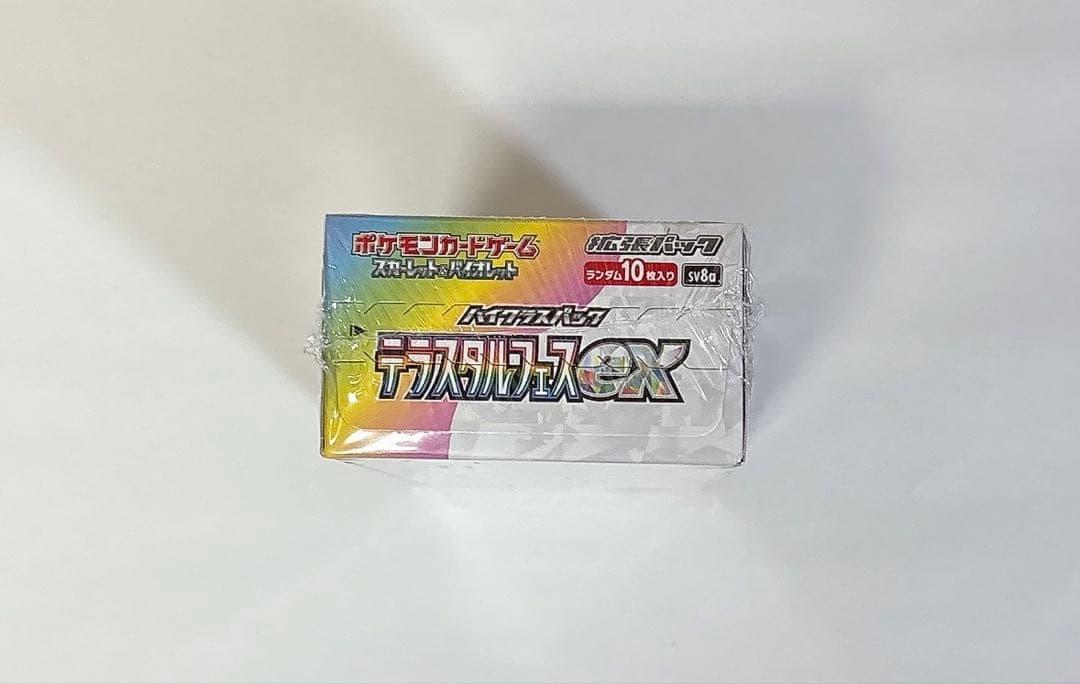 ポケモンカードゲーム
スカーレット&バイオレット
拡張パック
ランダム10枚入り
sv8a
ハイクラスパック
テラスタルフェスex